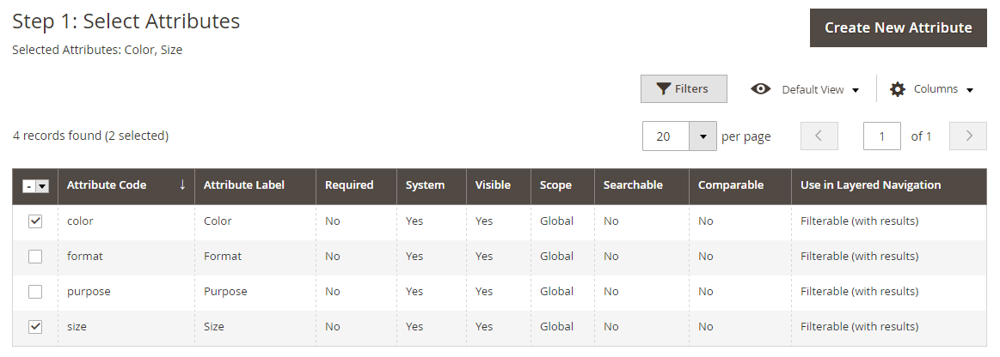 Step 1: Select Attributes
Create New Attribute
Selected Attributes: Color, Size
Filters Default View Columns
4 records found (2 selected) 20 per page 1 of 1
- Attribute Code ↓ Attribute Label Required System Visible Scope Searchable Comparable Use in Layered Navigation
color Color No Yes Yes Global No No Filterable (with results)
format Format No Yes Yes Global No No Filterable (with results)
purpose Purpose No Yes Yes Global No No Filterable (with results)
size Size No Yes Yes Global No No Filterable (with results)